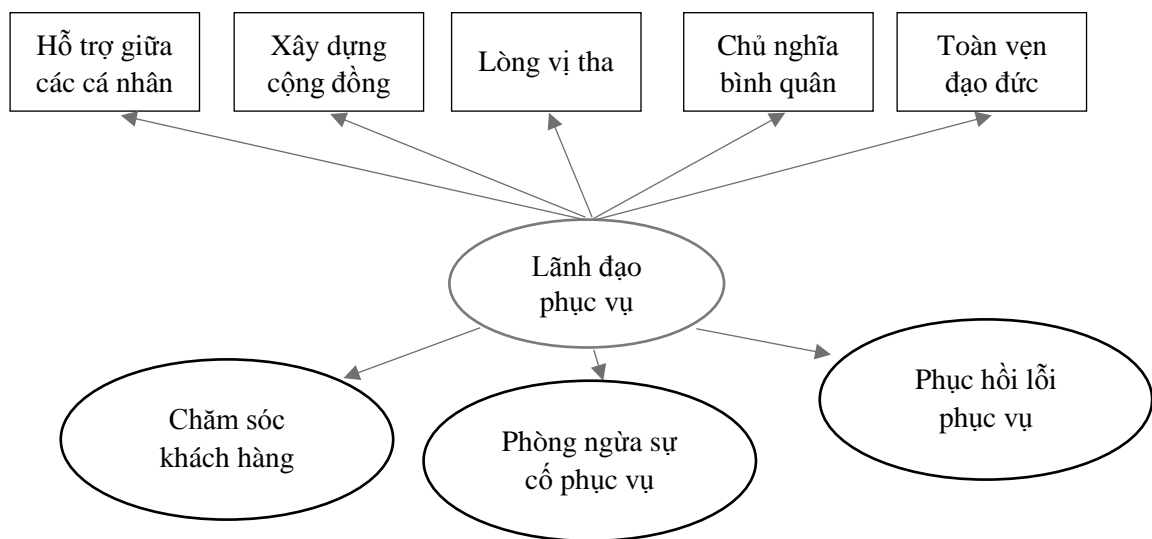 Hỗ trợ giữa
các cá nhân
Xây dựng
cộng đồng
Lòng vị tha
Chủ nghĩa
bình quân
Toàn vẹn
đạo đức
Lãnh đạo
phục vụ
Chăm sóc
khách hàng
Phòng ngừa sự
cố phục vụ
Phục hồi lỗi
phục vụ